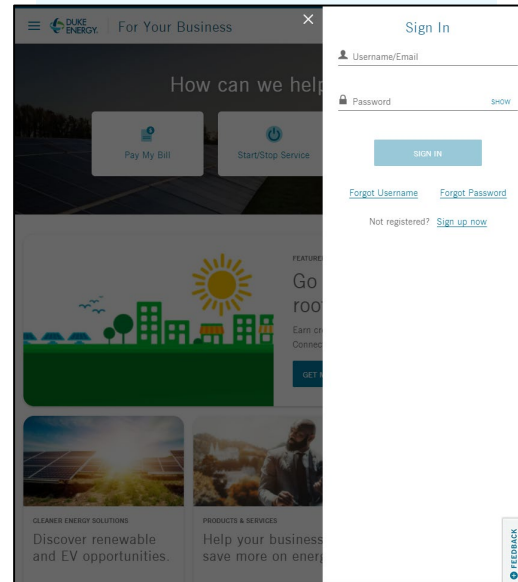 DUKE
ENERGY.
For Your Business
How can we help
Pay My Bill
Start/Stop Service
FEATURE
Go
roo
Earn cr
Connec
GET
CLEANER ENERGY SOLUTIONS
Discover renewable
and EV opportunities.
PRODUCTS & SERVICES
Help your business
save more on energ
Sign In
Username/Email
Password
SHOW
SIGN IN
Forgot Username
Forgot Password
Not registered? Sign up now
FEEDBACK